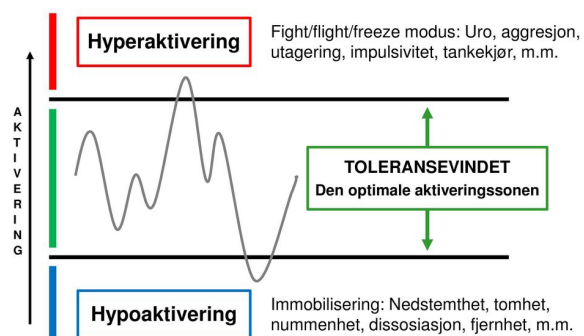 Hyperaktivering
Fight/flight/freeze modus: Uro, aggresjon,
utagering, impulsivitet, tankekjør, m.m.
AKTIVERING
TOLERANSEVINDET
Den optimale aktiveringssonen
Hypoaktivering
Immobilisering: Nedstemthet, tomhet,
nummenhet, dissosiasjon, fjernhet, m.m.